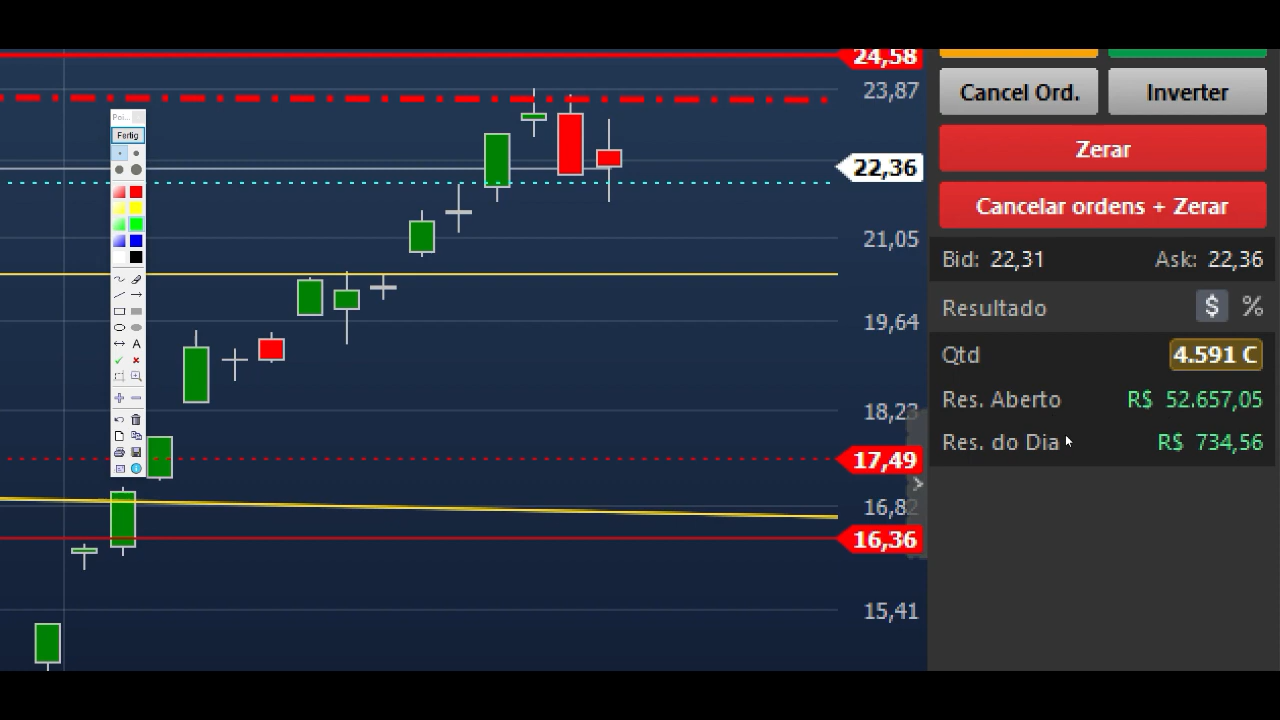 24,58
23,87
22,36
21,05
19,64
18,23
17,49
16,82
16,36
15,41
Fertig
A
Cancel Ord. Inverter
Zerar
Cancelar ordens + Zerar
Bid: 22,31 Ask: 22,36
Resultado $ %
Qtd 4.591 C
Res. Aberto R$ 52.657,05
Res. do Dia R$ 734,56